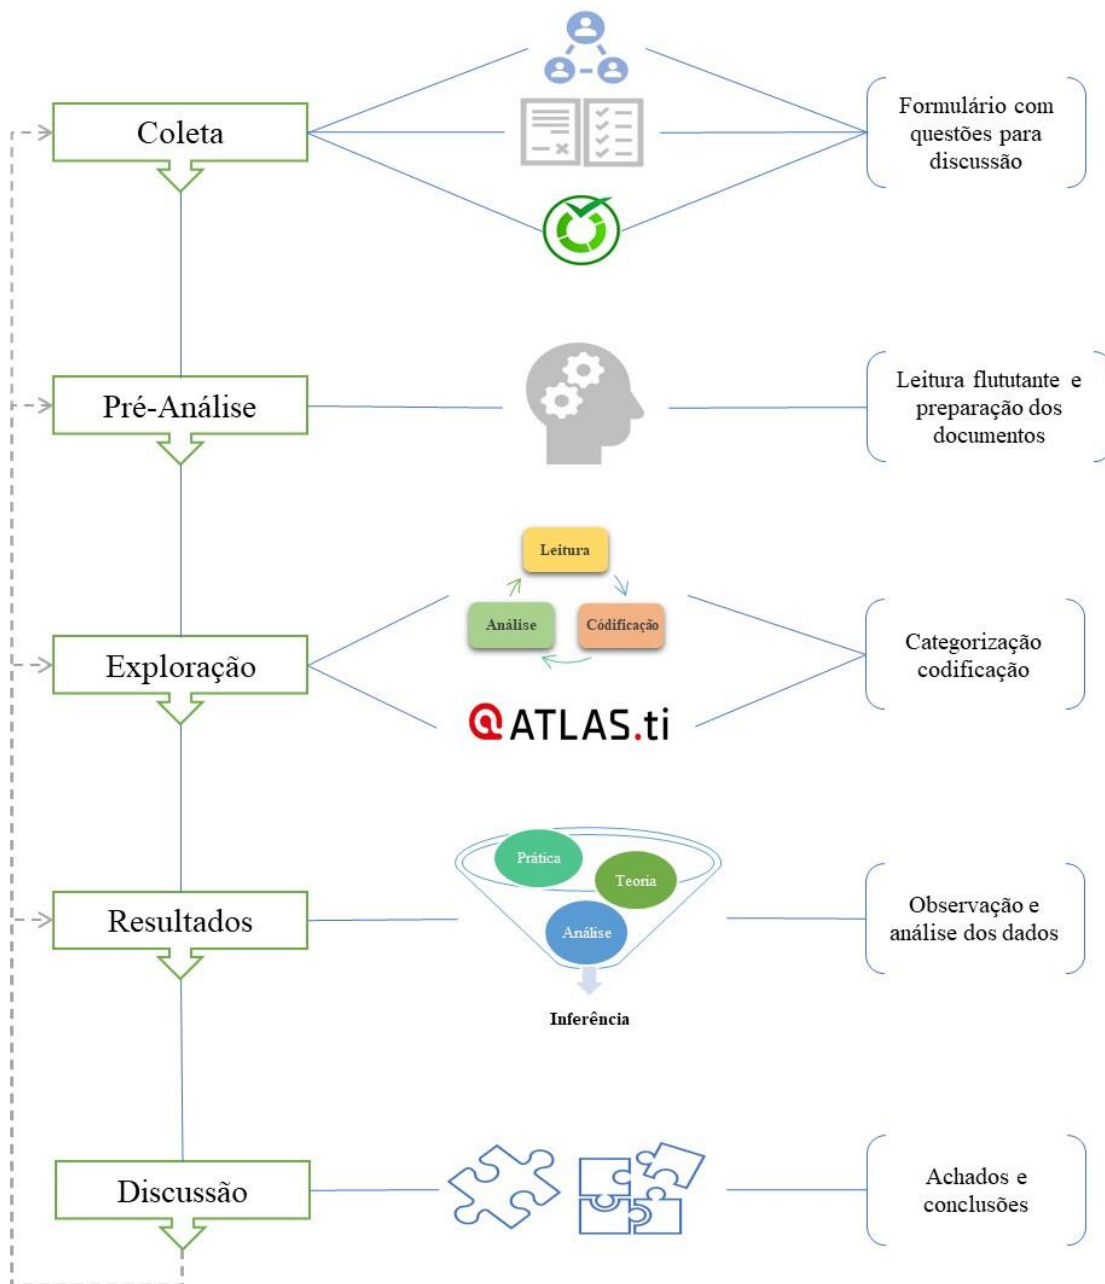 Coleta
Formulário com
questões para
discussão
Pré-Análise
Leitura flututante e
preparação dos
documentos
Leitura
Análise
Códificação
Exploração
Categorização
codificação
ATLAS.ti
Prática
Teoria
Resultados
Análise
Observação e
análise dos dados
Inferência
Discussão
Achados e
conclusões